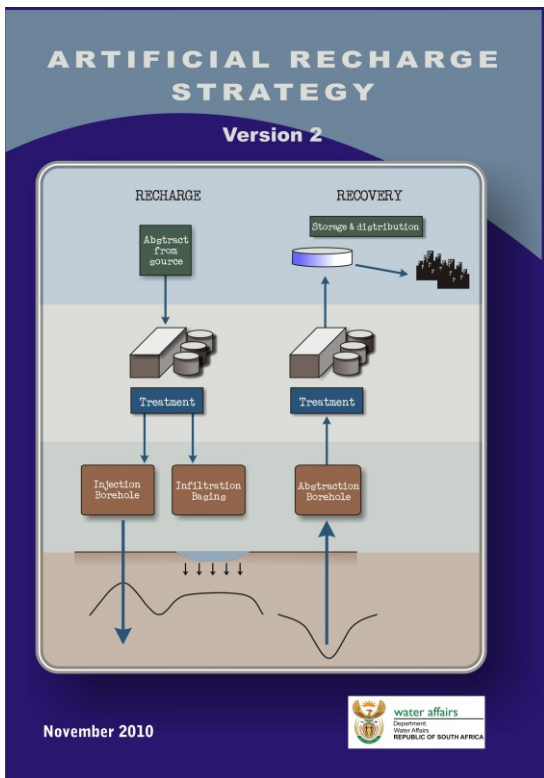 ARTIFICIAL RECHARGE
STRATEGY
Version 2
RECHARGE
Abstract
from
source
Treatment
Injection
Borehole
Infiltration
Basins
RECOVERY
Storage & distribution
Treatment
Abstraction
Borehole
November 2010
water affairs
Department
Water Affairs
REPUBLIC OF SOUTH AFRICA